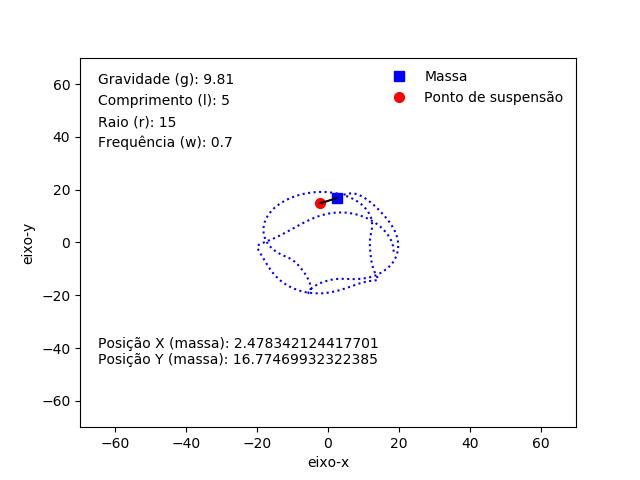 Gravidade (g): 9.81
Comprimento (l): 5
Raio (r): 15
Frequência (w): 0.7
Massa
Ponto de suspensão
60
40
20
0
−20
−40
−60
eixo-y
Posição X (massa): 2.478342124417701
Posição Y (massa): 16.77469932322385
−60
−40
−20
0
20
40
60
eixo-x